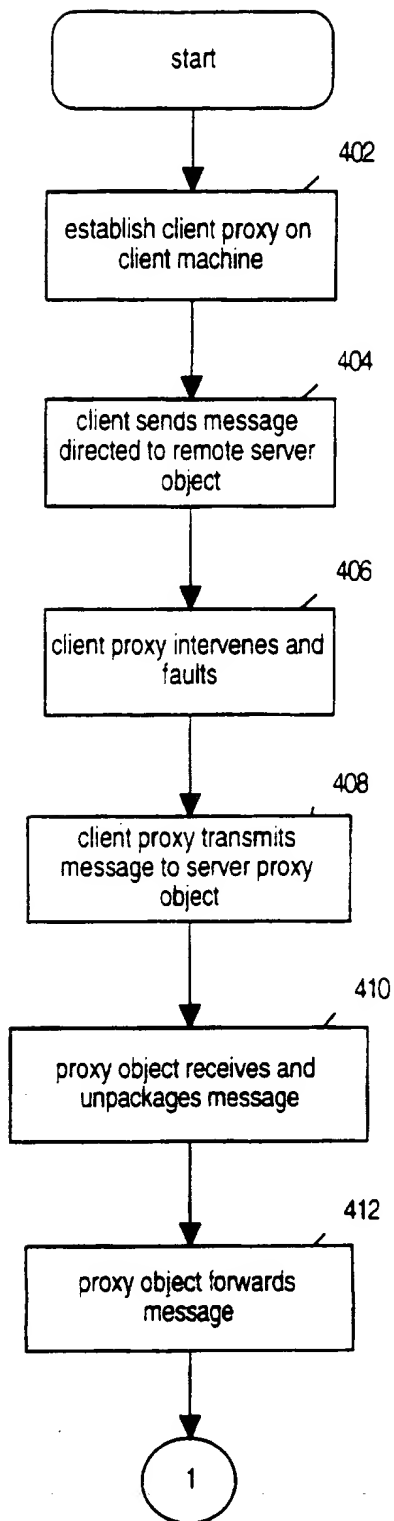 start
402
establish client proxy on
client machine
404
client sends message
directed to remote server
object
406
client proxy intervenes and
faults
408
client proxy transmits
message to server proxy
object
410
proxy object receives and
unpackages message
412
proxy object forwards
message
1